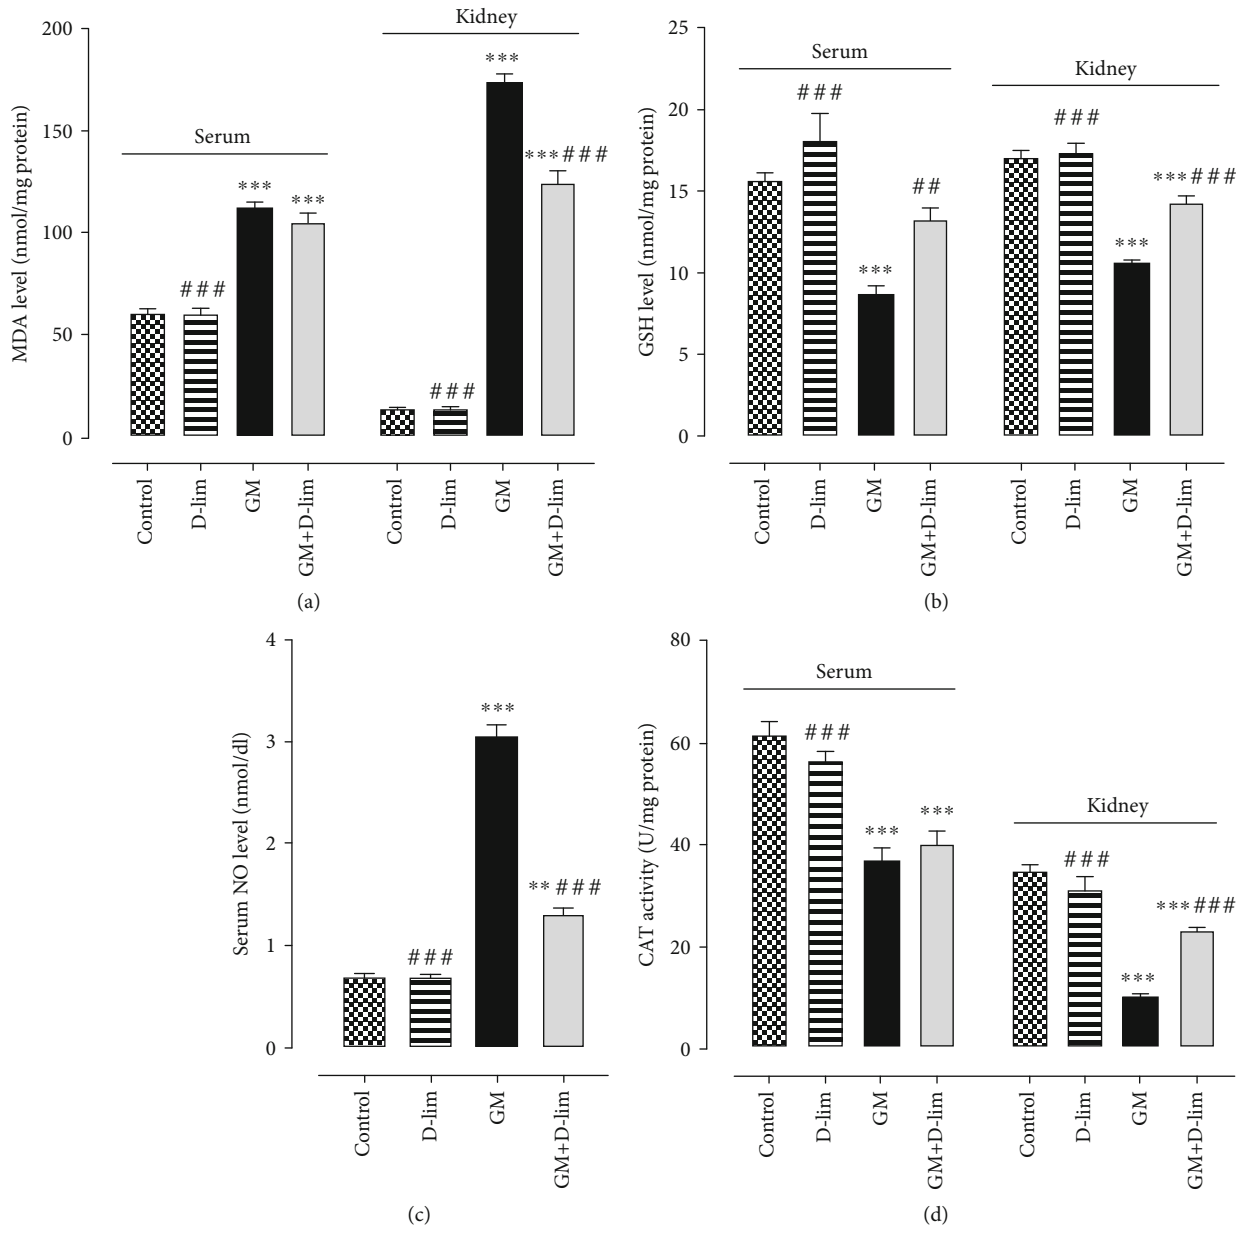 Kidney
200
***
150
Serum
***###
***
***
100
###
50
###
0
MDA level (nmol/mg protein)
Control
D-lim
GM
GM+D-lim
Control
D-lim
GM
GM+D-lim
(a)
25
Serum
Kidney
###
20
###
***###
##
15
***
***
10
5
0
GSH level (nmol/mg protein)
Control
D-lim
GM
GM+D-lim
Control
D-lim
GM
GM+D-lim
(b)
4
***
3
2
**###
1
###
0
Serum NO level (nmol/dl)
Control
D-lim
GM
GM+D-lim
(c)
80
Serum
###
60
Kidney
***
***
40
###
***###
20
***
0
CAT activity (U/mg protein)
Control
D-lim
GM
GM+D-lim
Control
D-lim
GM
GM+D-lim
(d)